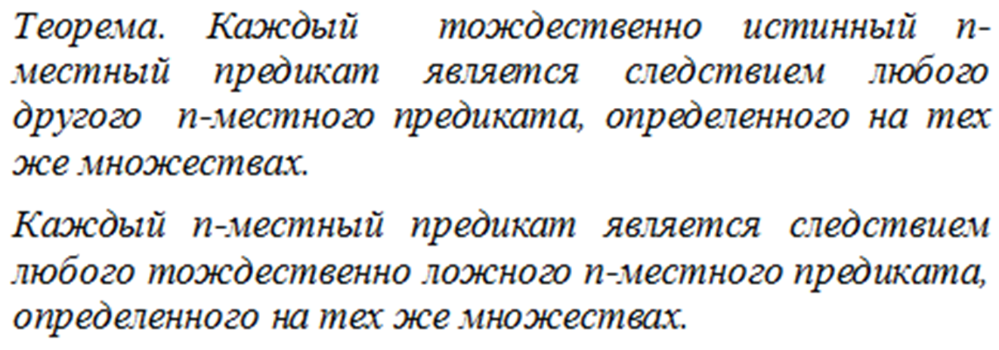 Теорема. Каждый тождественно истинный n-
местный предикат является следствием любого
другого n-местного предиката, определенного на тех
же множествах.
Каждый n-местный предикат является следствием
любого тождественно ложного n-местного предиката,
определенного на тех же множествах.